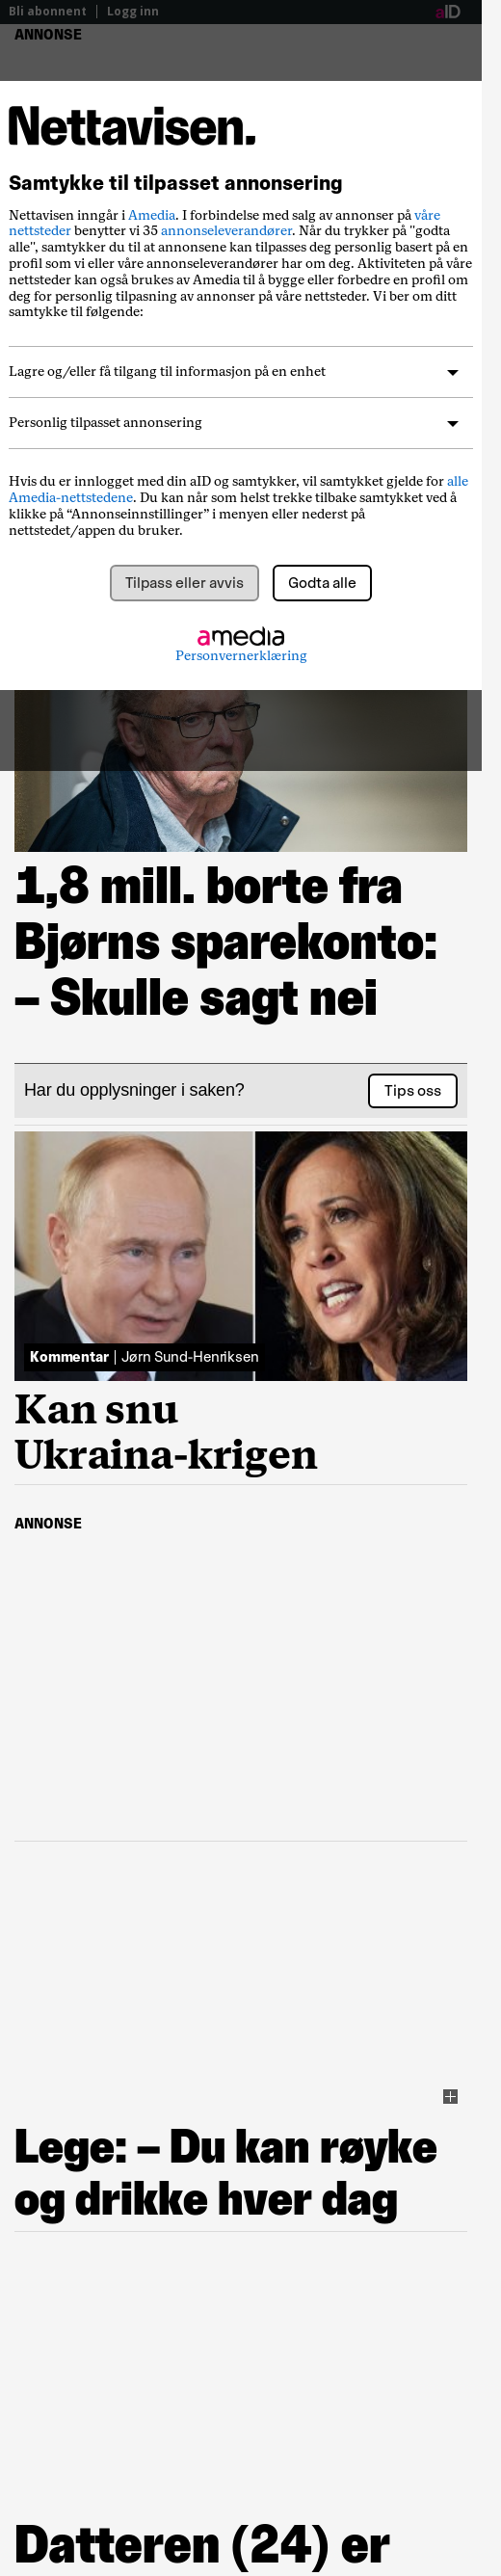 Bli abonnent | Logg inn
aID
ANNONSE
Nettavisen.
Samtykke til tilpasset annonsering
Nettavisen inngår i Amedia. I forbindelse med salg av annonser på våre
nettsteder benytter vi 35 annonseleverandører. Når du trykker på "godta
alle", samtykker du til at annonsene kan tilpasses deg personlig basert på en
profil som vi eller våre annonseleverandører har om deg. Aktiviteten på våre
nettsteder kan også brukes av Amedia til å bygge eller forbedre en profil om
deg for personlig tilpasning av annonser på våre nettsteder. Vi ber om ditt
samtykke til følgende:
Lagre og/eller få tilgang til informasjon på en enhet
Personlig tilpasset annonsering
Hvis du er innlogget med din aID og samtykker, vil samtykket gjelde for alle
Amedia-nettstedene. Du kan når som helst trekke tilbake samtykket ved å
klikke på “Annonseinnstillinger” i menyen eller nederst på
nettstedet/appen du bruker.
Tilpass eller avvis
Godta alle
amedia
Personvernerklæring
1,8 mill. borte fra
Bjørns sparekonto:
– Skulle sagt nei
Har du opplysninger i saken?
Tips oss
Kommentar | Jørn Sund-Henriksen
Kan snu
Ukraina-krigen
ANNONSE
Lege: – Du kan røyke
og drikke hver dag
Datteren (24) er